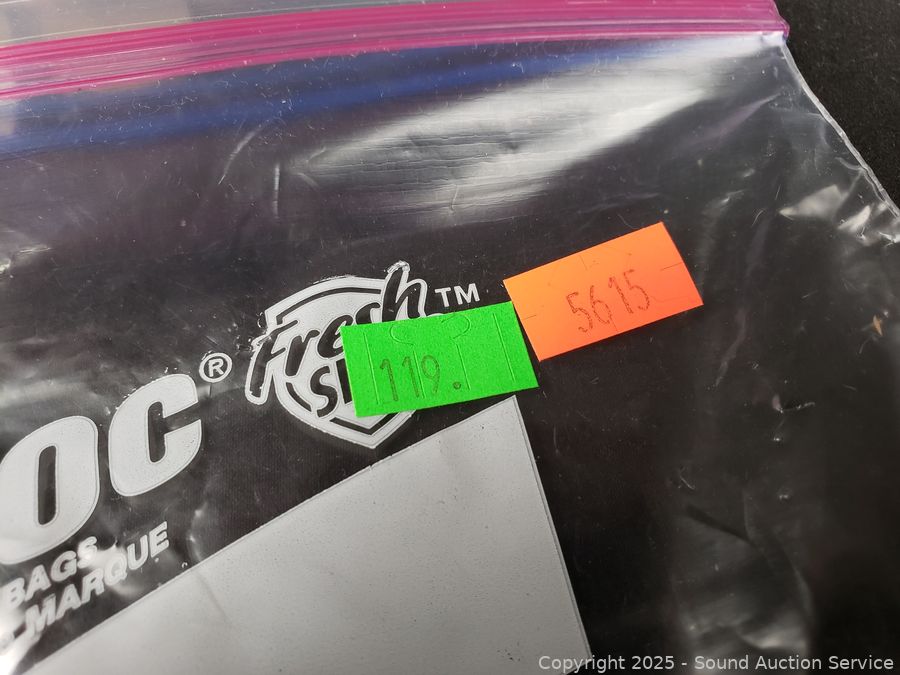 Fresh
TM
5615
119.
OC®
BAGS
MARQUE
Copyright © 2025 - Sound Auction Service